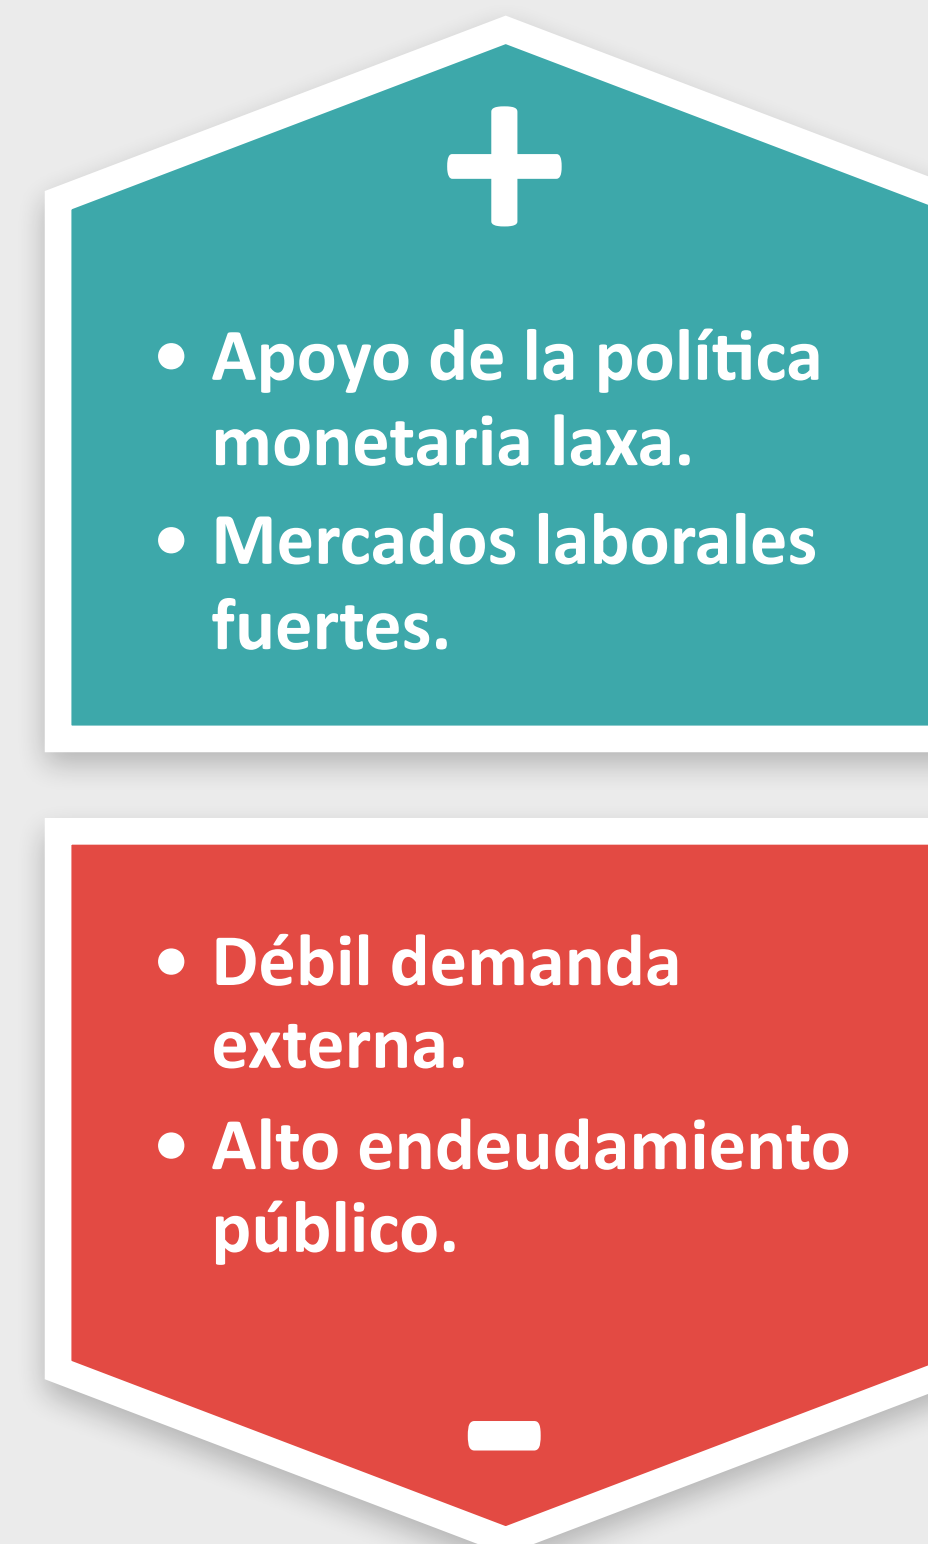 +
• Apoyo de la política
monetaria laxa.
• Mercados laborales
fuertes.
• Débil demanda
externa.
• Alto endeudamiento
público.
-